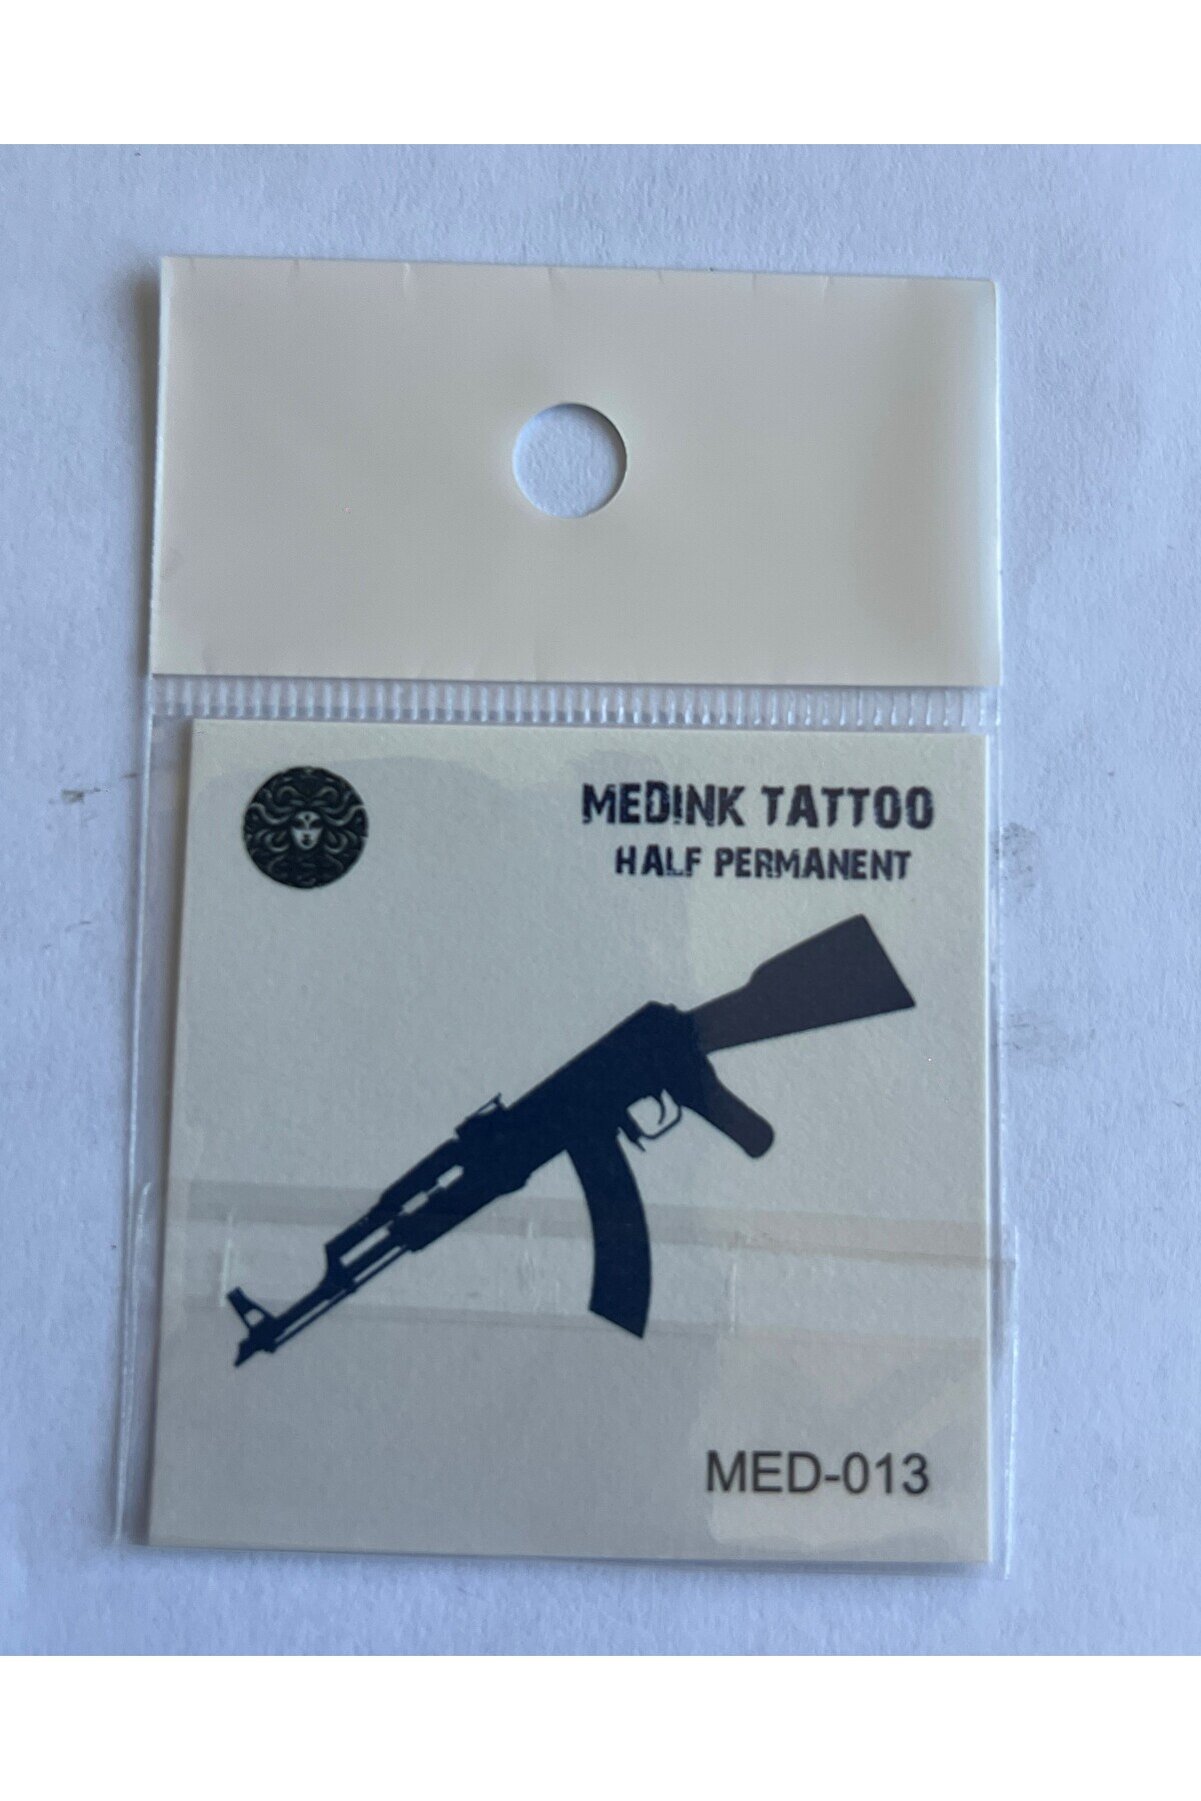 MEDINK TATTOO
HALF PERMANENT
MED-013